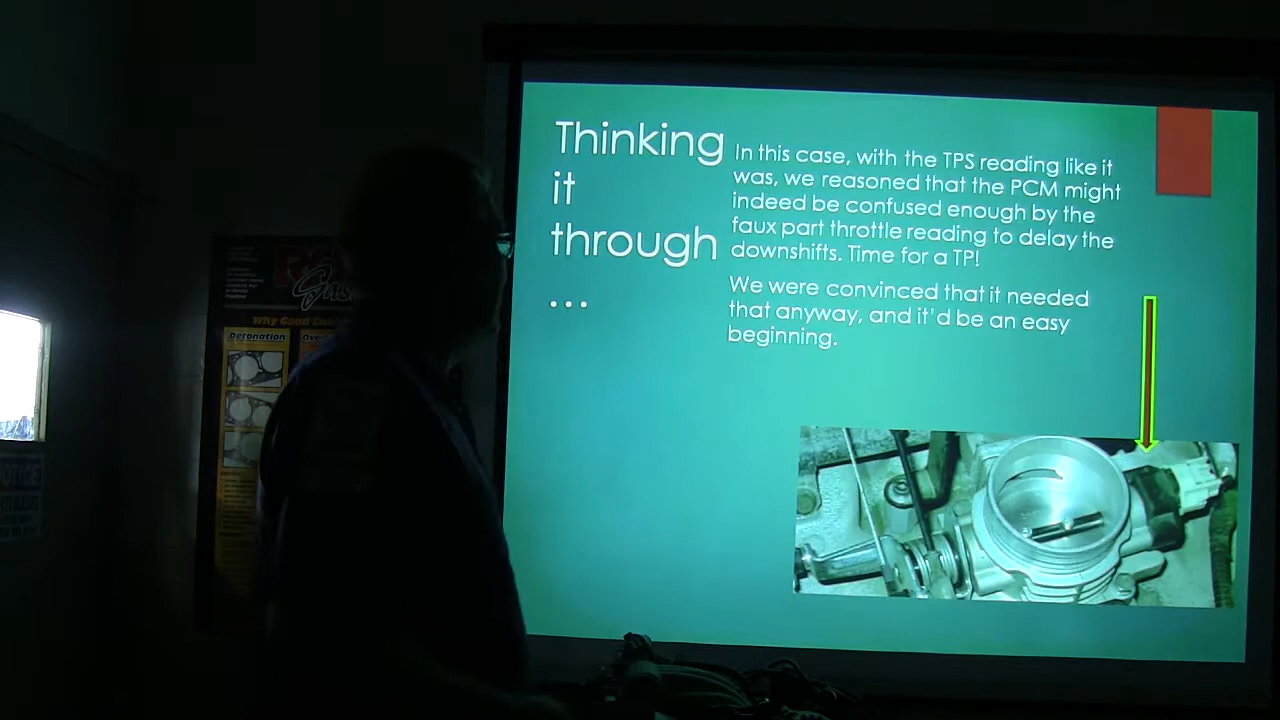 Thinking
it
through
...
In this case, with the TPS reading like it
was, we reasoned that the PCM might
indeed be confused enough by the
faux part throttle reading to delay the
downshifts. Time for a TP!
We were convinced that it needed
that anyway, and it'd be an easy
beginning.
Why Good
Detonation
NOTICE